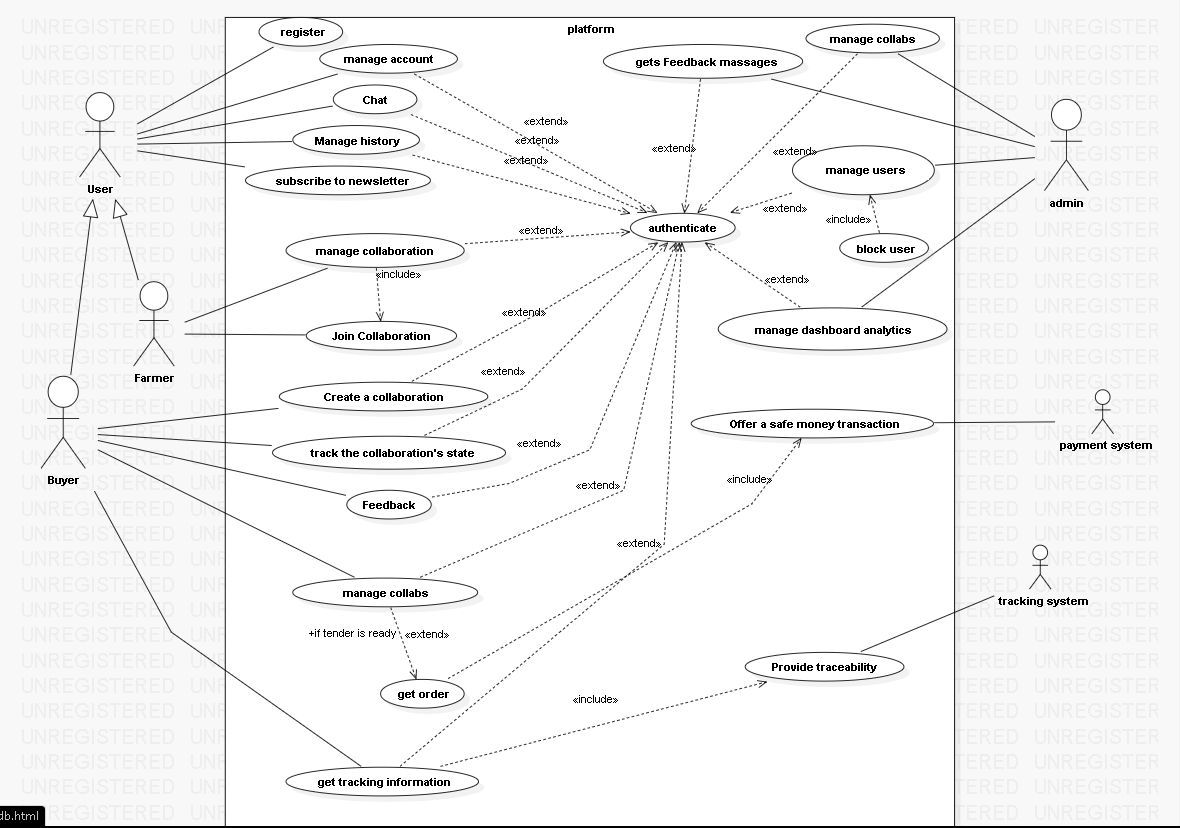 platform
register
manage account
Chat
Manage history
subscribe to newsletter
User
gets Feedback massages
manage collabs
«extend»
«extend»
«extend»
«extend»
«extend»
manage users
admin
«extend»
«include»
authenticate
block user
manage collaboration
«extend»
«include»
«extend»
Join Collaboration
«extend»
manage dashboard analytics
Farmer
«extend»
Create a collaboration
Offer a safe money transaction
payment system
track the collaboration's state
«extend»
Buyer
«extend»
«include»
Feedback
«extend»
manage collabs
tracking system
+if tender is ready
«extend»
Provide traceability
get order
«include»
get tracking information
db.html
UNREGISTERED